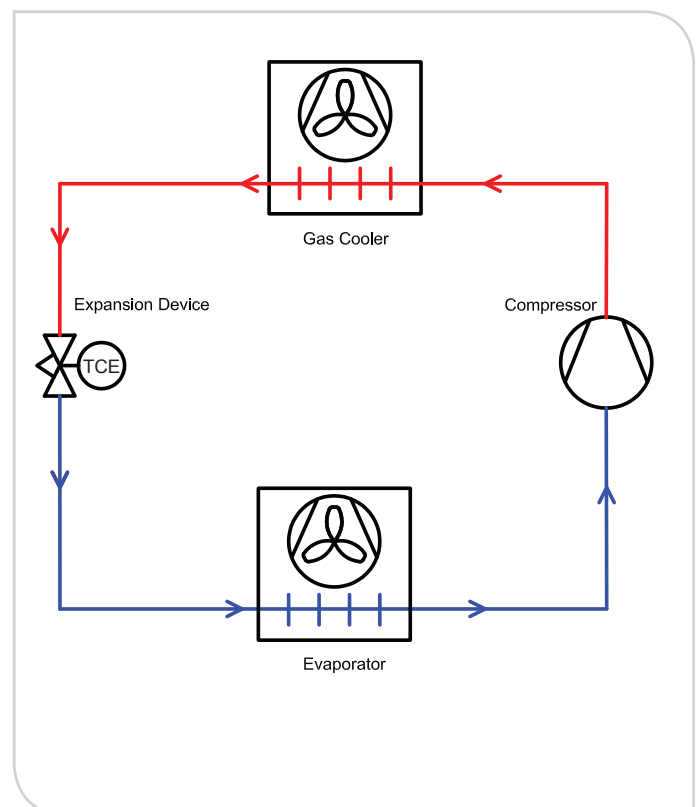 Gas Cooler
Expansion Device
Compressor
TCE
Evaporator